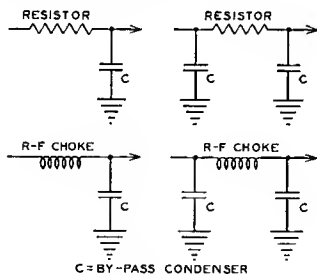 RESISTOR RESISTOR
C C C
R-F CHOKE R-F CHOKE
C C C
C = BY-PASS CONDENSER